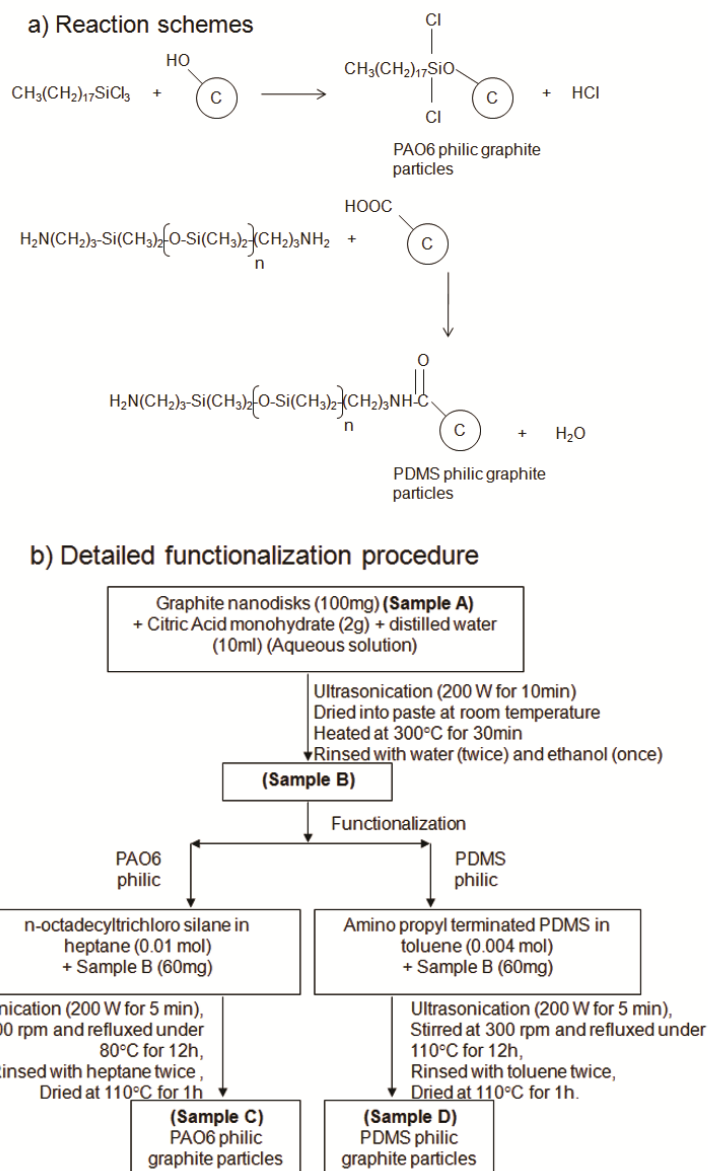 a) Reaction schemes
CH₃(CH₂)₁₇SiCl₃ + HO C
Cl
CH₃(CH₂)₁₇SiO C + HCl
Cl
PAO6 philic graphite
particles
HOOC
H₂N(CH₂)₃-Si(CH₃)₂{O-Si(CH₃)₂}(CH₂)₃NH₂ + C
n
O
H₂N(CH₂)₃-Si(CH₃)₂{O-Si(CH₃)₂}(CH₂)₃NH-C
n
C + H₂O
PDMS philic graphite
particles
b) Detailed functionalization procedure
Graphite nanodisks (100mg) (Sample A)
+ Citric Acid monohydrate (2g) + distilled water
(10ml) (Aqueous solution)
Ultrasonication (200 W for 10min)
Dried into paste at room temperature
Heated at 300°C for 30min
Rinsed with water (twice) and ethanol (once)
(Sample B)
Functionalization
PAO6
philic
PDMS
philic
n-octadecyltrichloro silane in
heptane (0.01 mol)
+ Sample B (60mg)
Amino propyl terminated PDMS in
toluene (0.004 mol)
+ Sample B (60mg)
(200 W for 5 min),
rpm and refluxed under
80°C for 12h,
with heptane twice ,
Dried at 110°C for 1h
Ultrasonication (200 W for 5 min),
Stirred at 300 rpm and refluxed under
110°C for 12h,
Rinsed with toluene twice,
Dried at 110°C for 1h.
(Sample C)
PAO6 philic
graphite particles
(Sample D)
PDMS philic
graphite particles